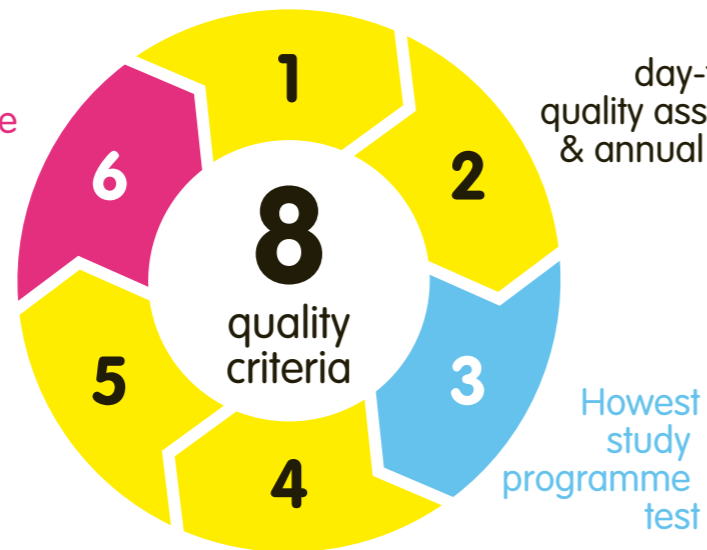 1
2
day-
quality ass
& annual
3
Howest
study
programme
test
4
5
6
e
8
quality
criteria